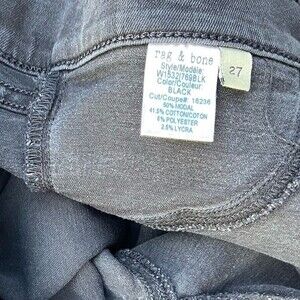 rag & bone
Style/Modèle:
W1532I769BLK
Color/Couleur:
BLACK
Cut/Coupe#: 16236
50% MODAL
41.5% COTTON/COTON
6% POLYESTER
2.5% LYCRA
27